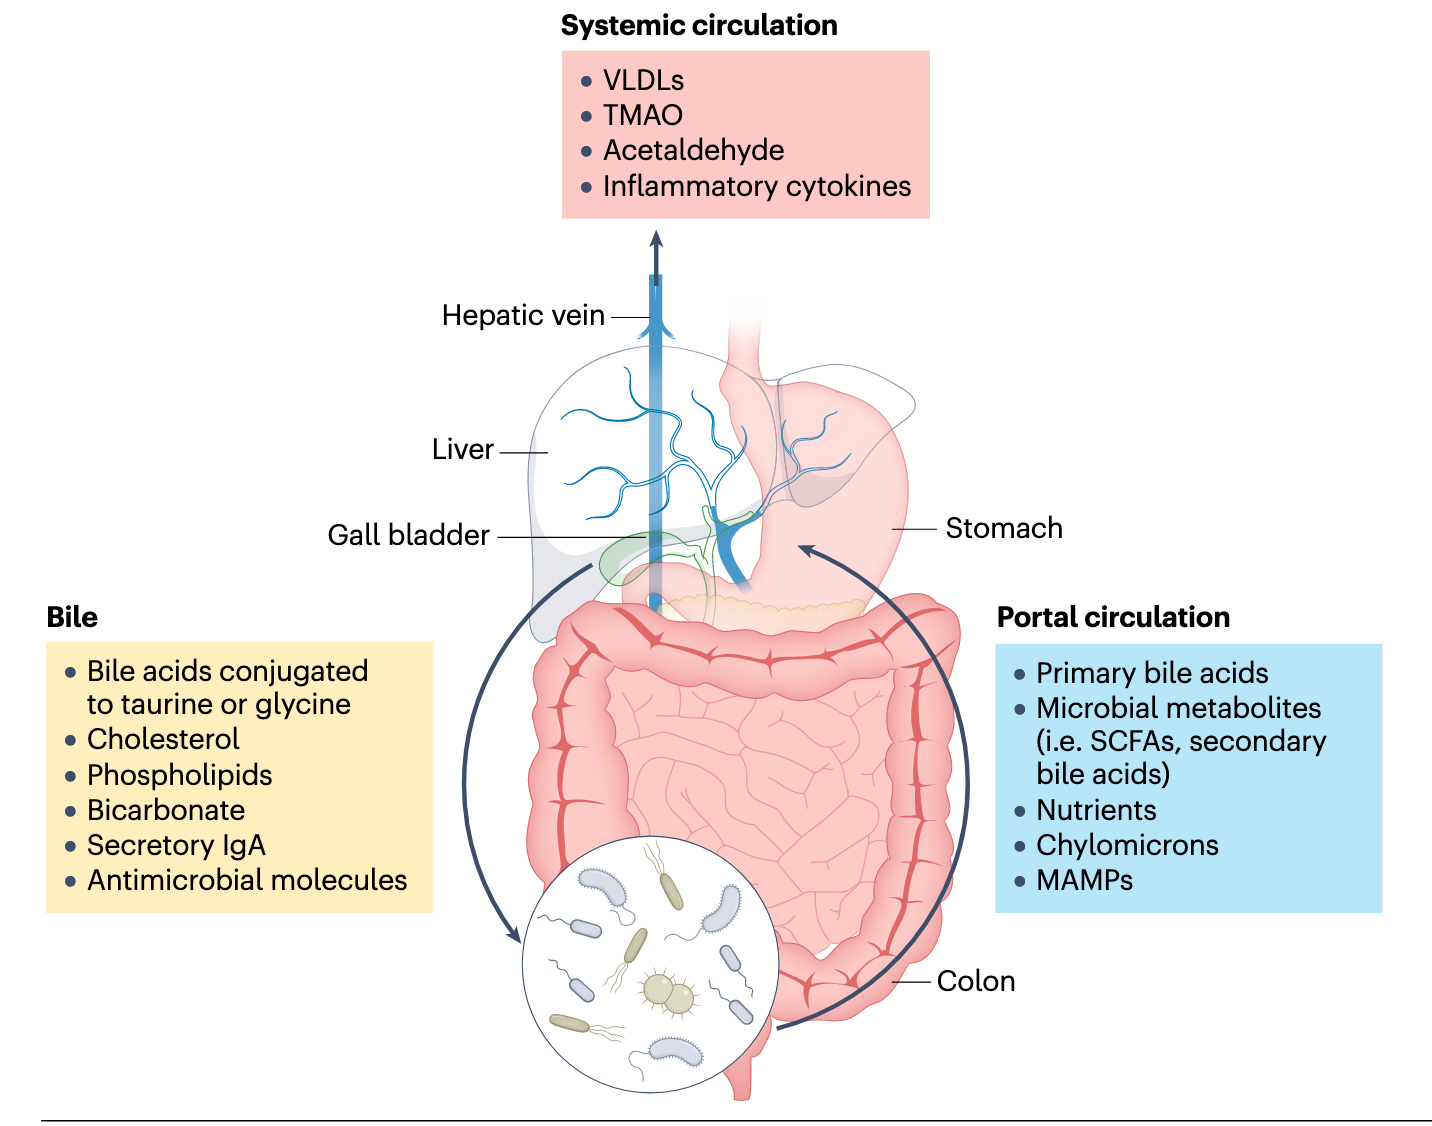 Systemic circulation
• VLDLs
• TMAO
• Acetaldehyde
• Inflammatory cytokines
Hepatic vein
Liver
Gall bladder
Stomach
Bile
• Bile acids conjugated
to taurine or glycine
• Cholesterol
• Phospholipids
• Bicarbonate
• Secretory IgA
• Antimicrobial molecules
Portal circulation
• Primary bile acids
• Microbial metabolites
(i.e. SCFAs, secondary
bile acids)
• Nutrients
• Chylomicrons
• MAMPs
Colon